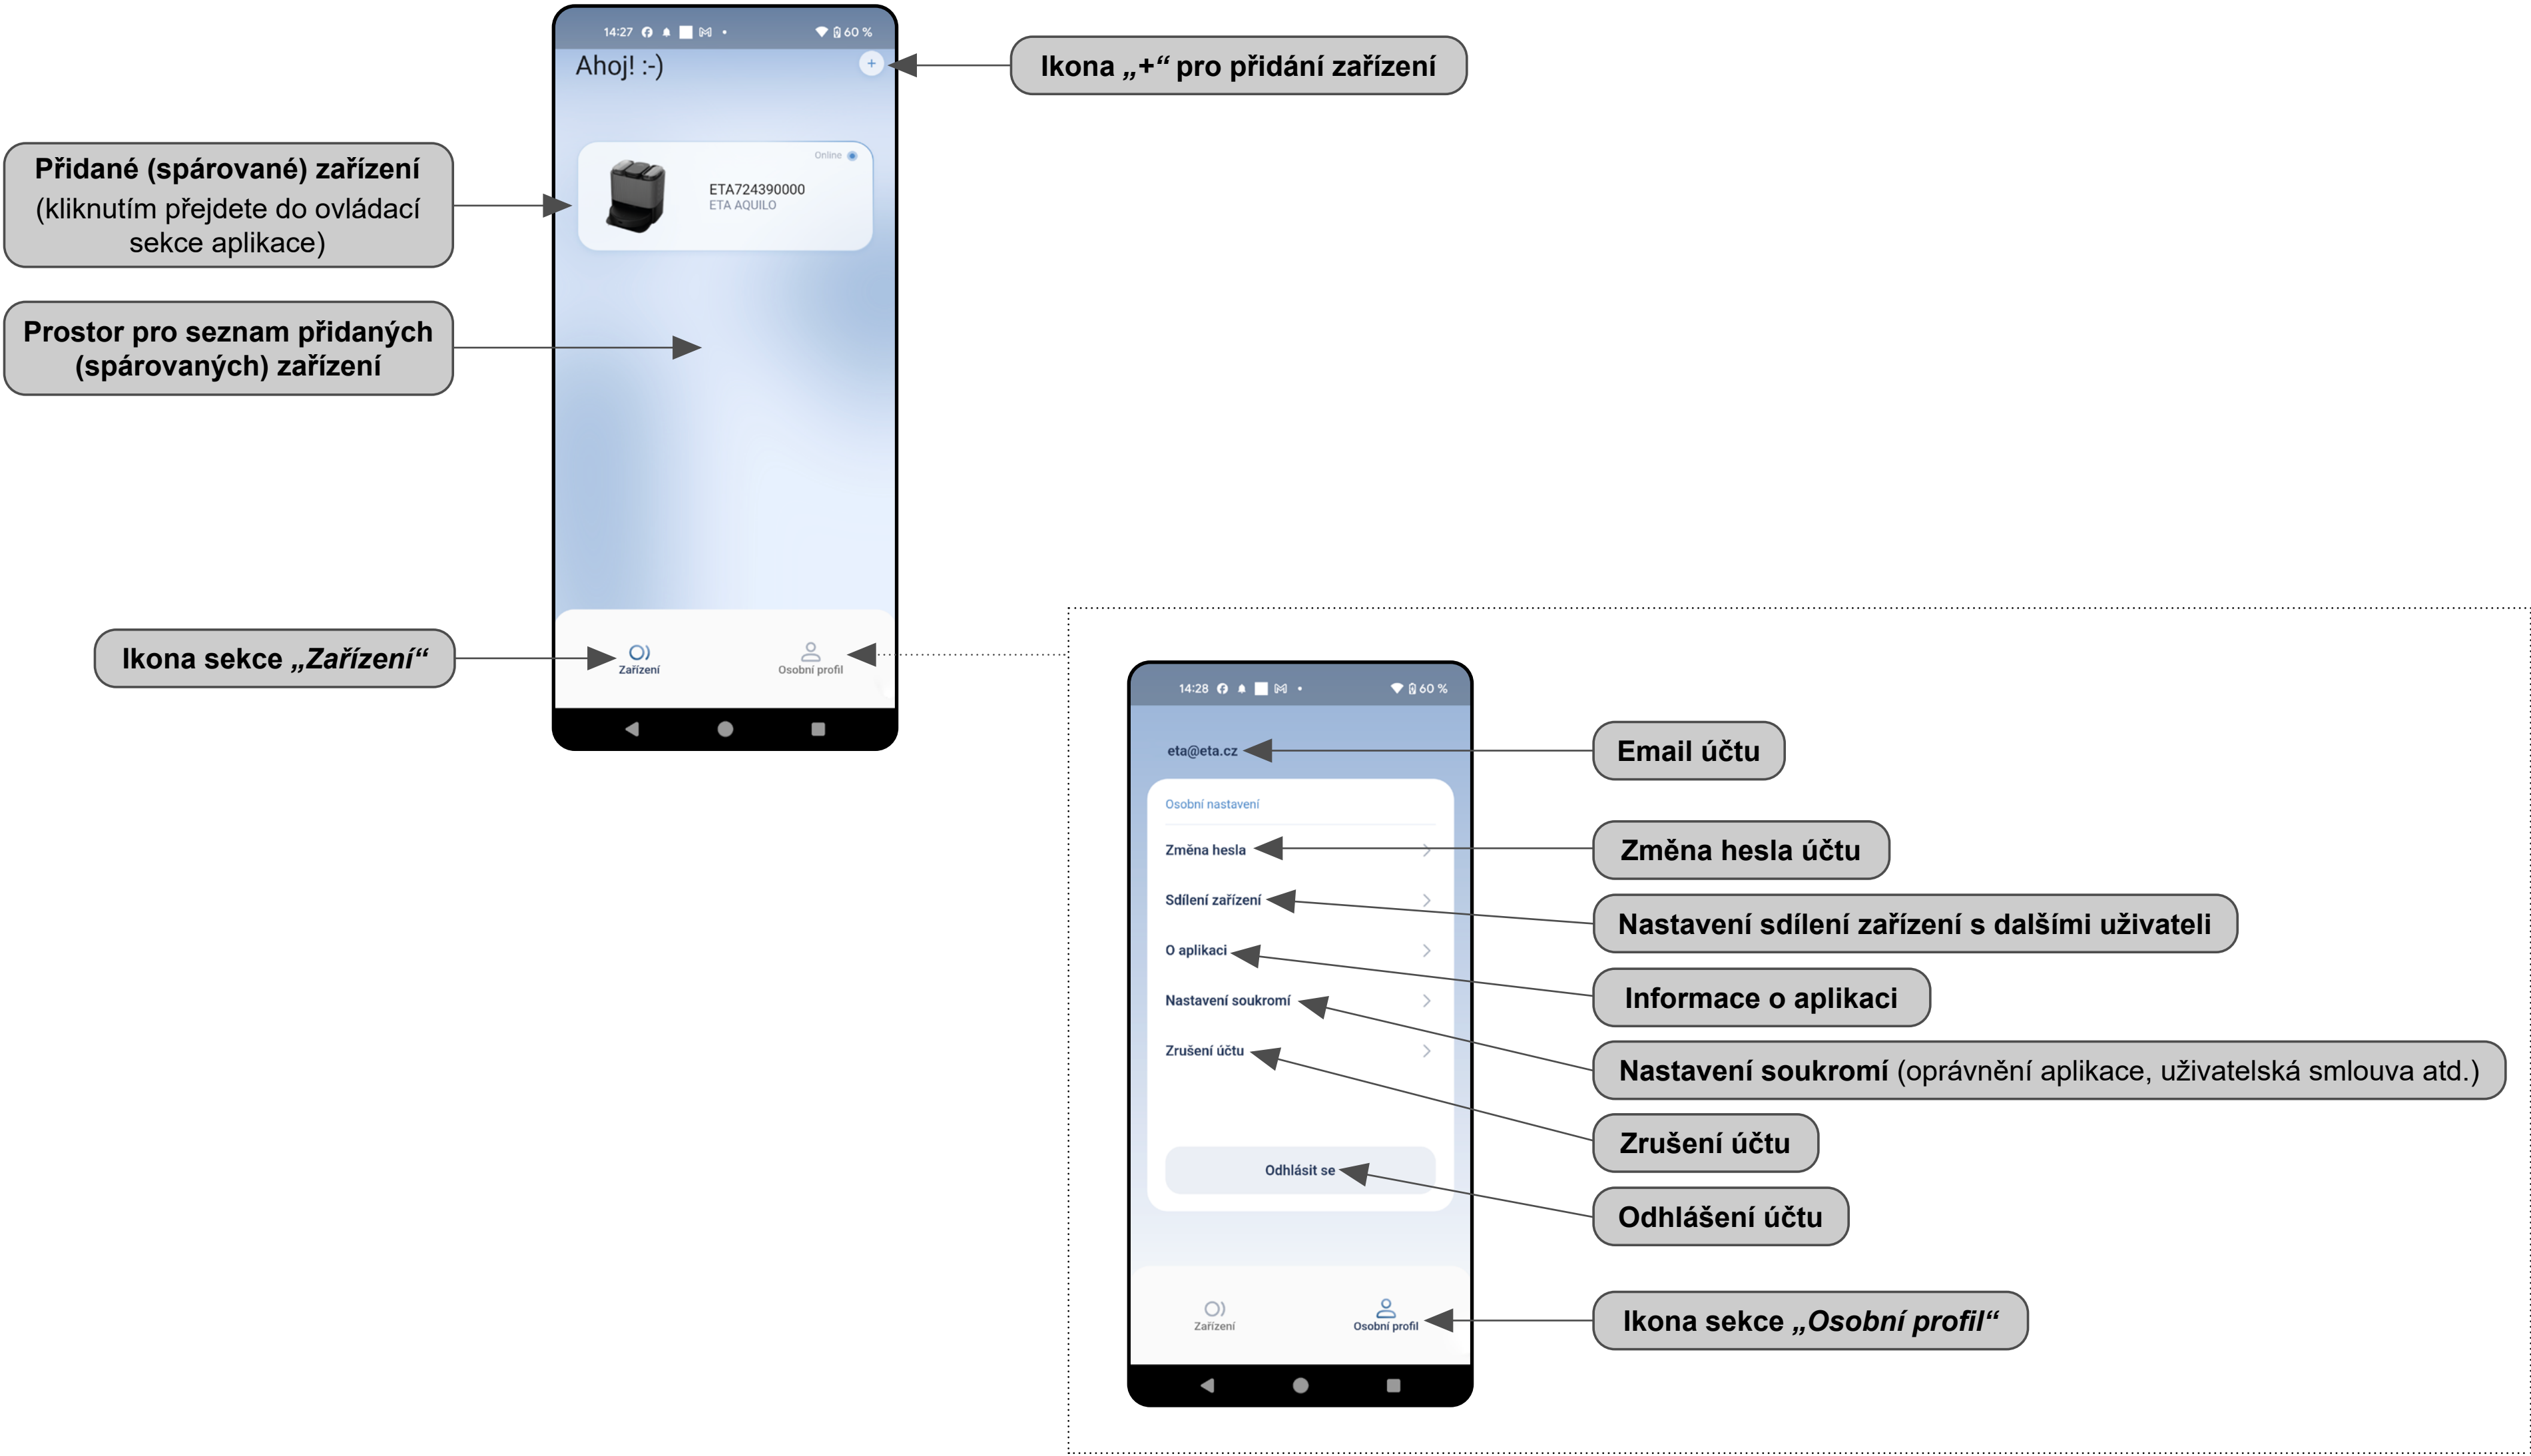 14:27
60 %
Ahoj! :-)
+
Ikona „+“ pro přidání zařízení
Přidané (spárované) zařízení
(kliknutím přejdete do ovládací
sekce aplikace)
Online
ETA724390000
ETA AQUILO
Prostor pro seznam přidaných
(spárovaných) zařízení
Ikona sekce „Zařízení“
Zařízení
Osobní profil
14:28
60 %
eta@eta.cz
Email účtu
Osobní nastavení
Změna hesla
Změna hesla účtu
Sdílení zařízení
Nastavení sdílení zařízení s dalšími uživateli
O aplikaci
Informace o aplikaci
Nastavení soukromí
Nastavení soukromí (oprávnění aplikace, uživatelská smlouva atd.)
Zrušení účtu
Zrušení účtu
Odhlásit se
Odhlášení účtu
Zařízení
Osobní profil
Ikona sekce „Osobní profil“